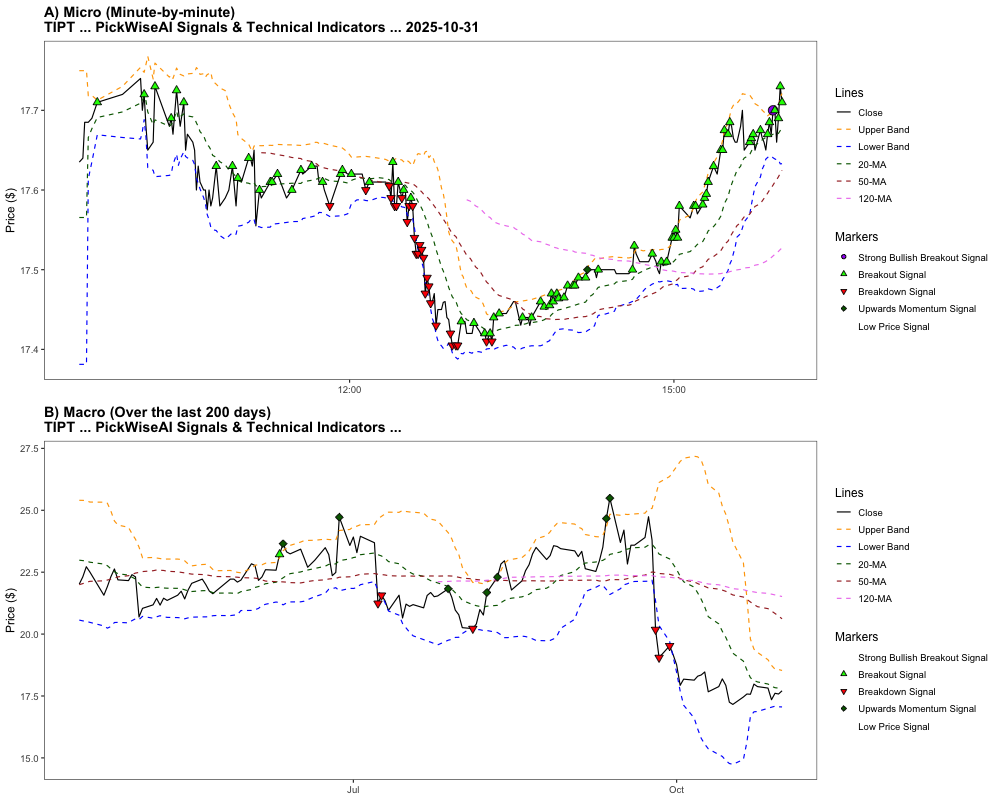 A) Micro (Minute-by-minute)
TIPT ... PickWiseAI Signals & Technical Indicators ... 2025-10-31
Price ($)
17.7
17.6
17.5
17.4
12:00
15:00
Lines
Close
Upper Band
Lower Band
20-MA
50-MA
120-MA
Markers
Strong Bullish Breakout Signal
Breakout Signal
Breakdown Signal
Upwards Momentum Signal
Low Price Signal
B) Macro (Over the last 200 days)
TIPT ... PickWiseAI Signals & Technical Indicators ...
Price ($)
27.5
25.0
22.5
20.0
17.5
15.0
Jul
Oct
Lines
Close
Upper Band
Lower Band
20-MA
50-MA
120-MA
Markers
Strong Bullish Breakout Signal
Breakout Signal
Breakdown Signal
Upwards Momentum Signal
Low Price Signal